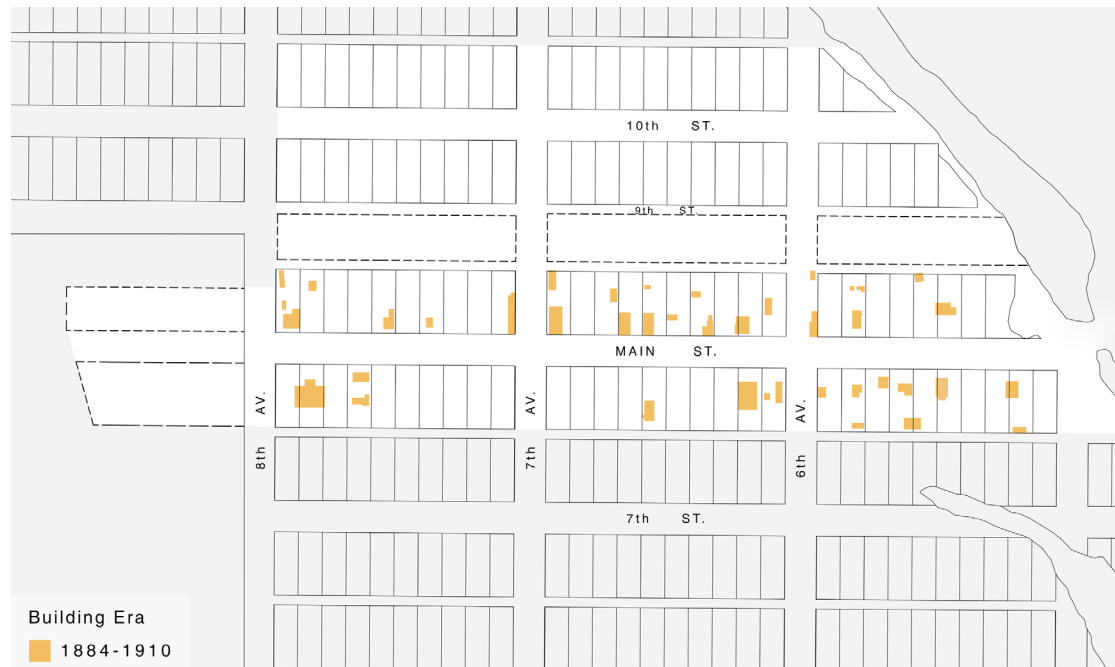 10th ST.
9th ST.
MAIN ST.
8th AV.
7th AV.
6th AV.
7th ST.
Building Era
1884-1910